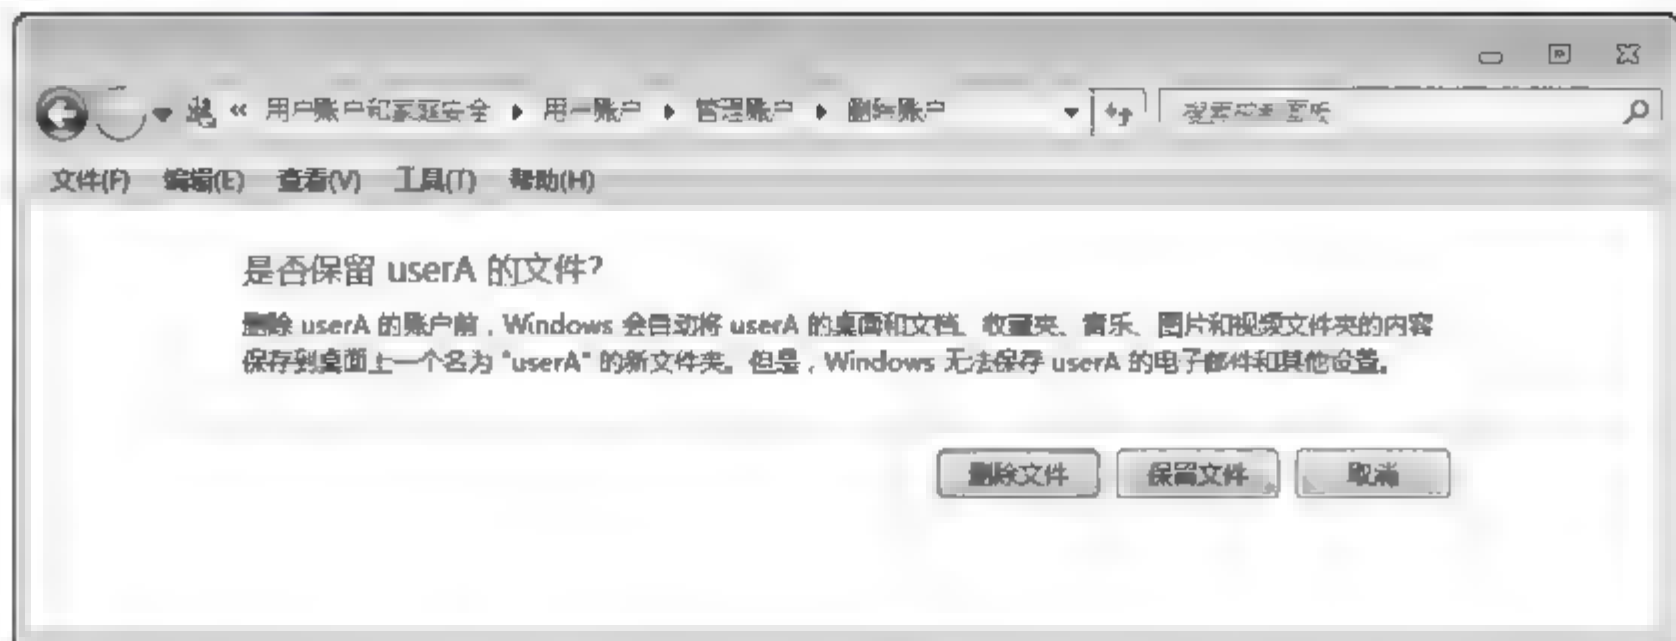 « 用户账户和家庭安全 ▸ 用户账户 ▸ 管理账户 ▸ 删除账户 搜索控制面板
文件(F) 编辑(E) 查看(V) 工具(T) 帮助(H)
是否保留 userA 的文件?
删除 userA 的账户前，Windows 会自动将 userA 的桌面和文档、收藏夹、音乐、图片和视频文件夹的内容
保存到桌面上一个名为 "userA" 的新文件夹。但是，Windows 无法保存 userA 的电子邮件和其他设置。
删除文件 保留文件 取消